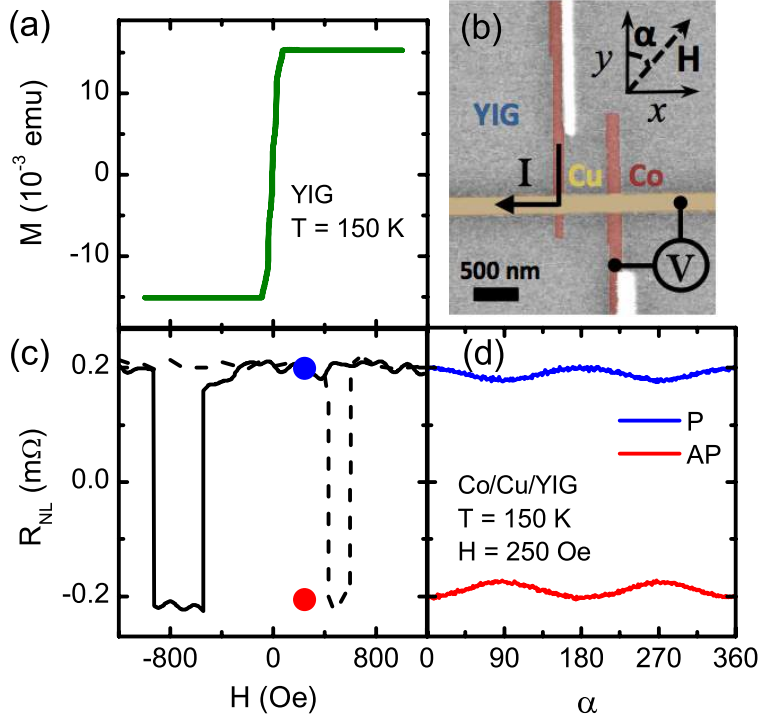 (a)
M (10⁻³ emu)
10
0
-10
YIG
T = 150 K
(b)
α
H
y
x
YIG
I
Cu
Co
V
500 nm
(c)
R_NL (mΩ)
0.2
0.0
-0.2
-800
0
800
H (Oe)
(d)
P
AP
Co/Cu/YIG
T = 150 K
H = 250 Oe
0
90
180
270
360
α